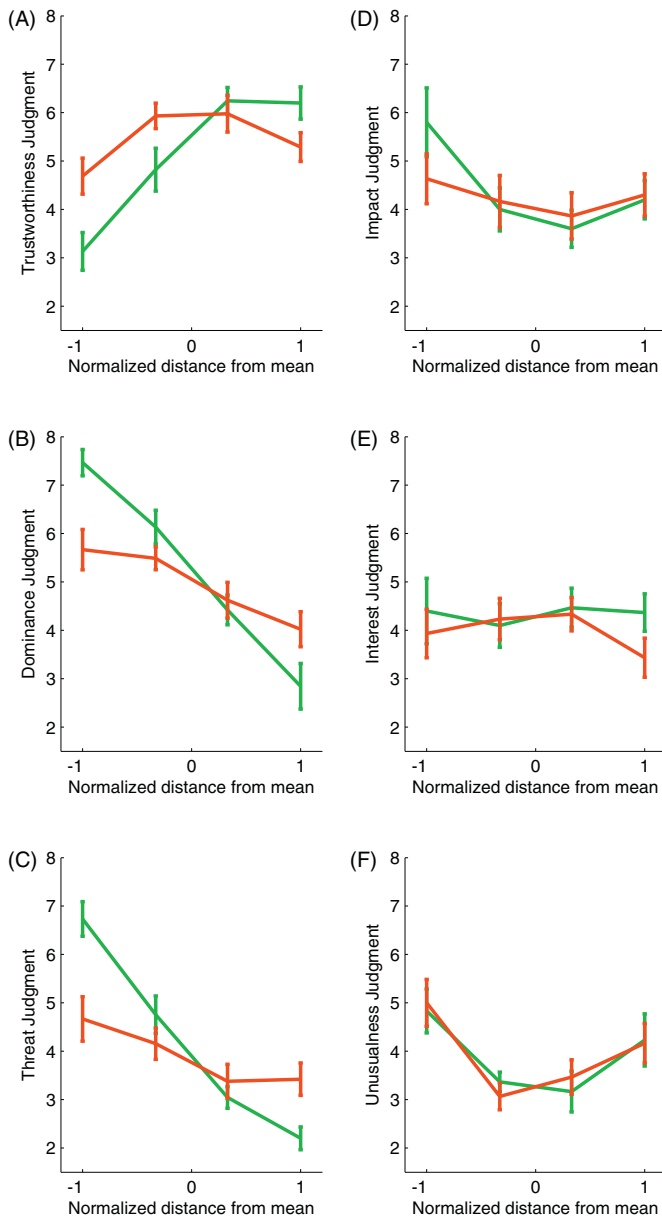 (A)
8
7
6
5
4
3
2
Trustworthiness Judgment
-1 0 1
Normalized distance from mean
(D)
8
7
6
5
4
3
2
Impact Judgment
-1 0 1
Normalized distance from mean
(B)
8
7
6
5
4
3
2
Dominance Judgment
-1 0 1
Normalized distance from mean
(E)
8
7
6
5
4
3
2
Interest Judgment
-1 0 1
Normalized distance from mean
(C)
8
7
6
5
4
3
2
Threat Judgment
-1 0 1
Normalized distance from mean
(F)
8
7
6
5
4
3
2
Unusualness Judgment
-1 0 1
Normalized distance from mean